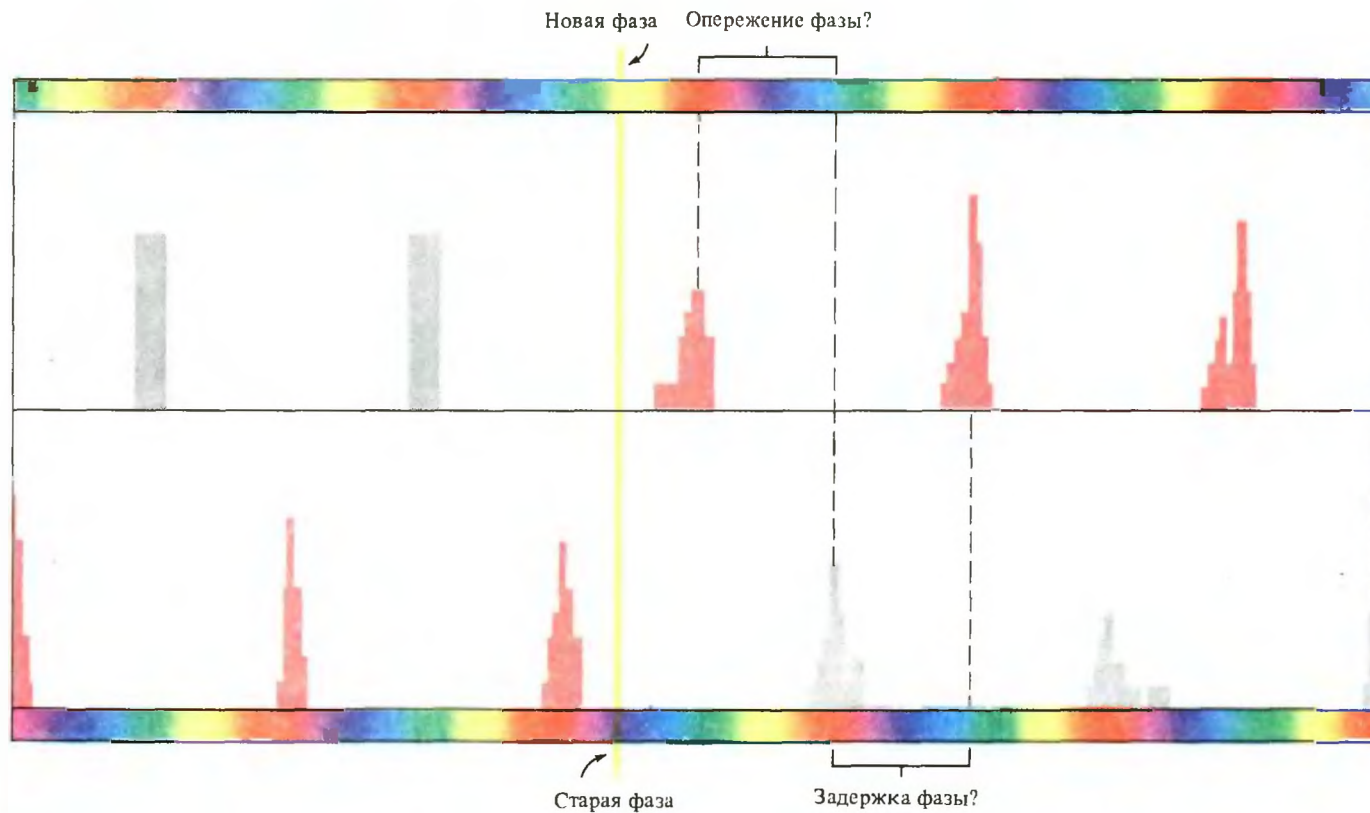 Новая фаза
Опережение фазы?
Старая фаза
Задержка фазы?